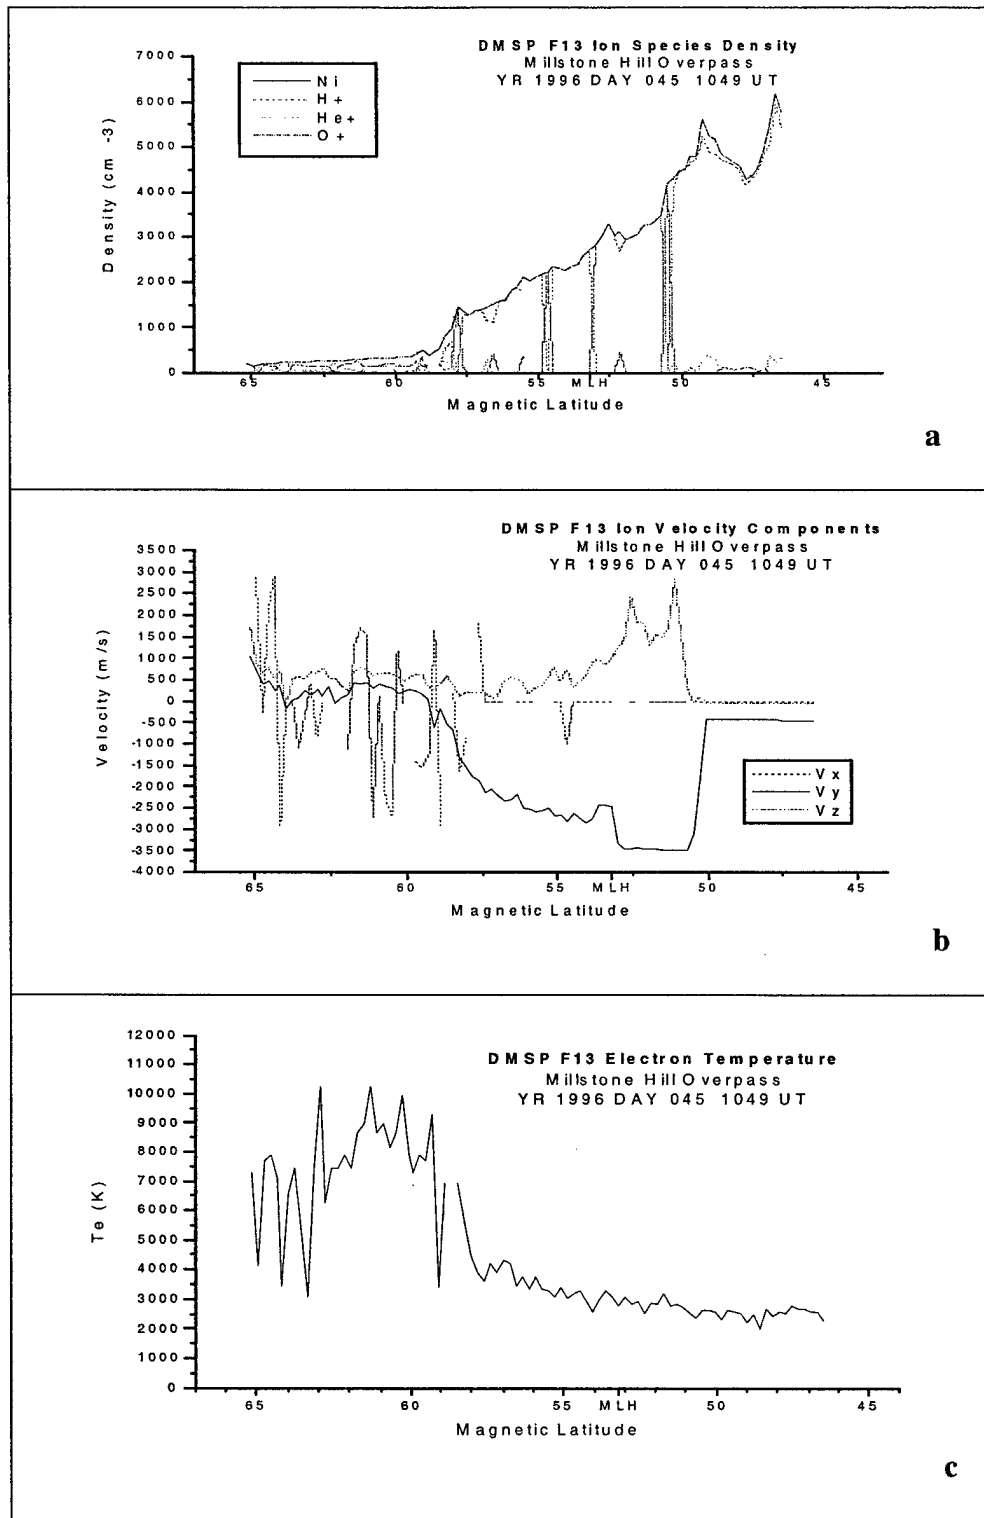 DMSP F13 Ion Species Density
Millstone Hill Overpass
YR 1996 DAY 045 1049 UT
7000
6000
5000
4000
3000
2000
1000
0
Density (cm -3)
Ni
H+
He+
O+
65 60 55 MLH 50 45
Magnetic Latitude
a
DMSP F13 Ion Velocity Components
Millstone Hill Overpass
YR 1996 DAY 045 1049 UT
3500
3000
2500
2000
1500
1000
500
0
-500
-1000
-1500
-2000
-2500
-3000
-3500
-4000
Velocity (m/s)
Vx
Vy
Vz
65 60 55 MLH 50 45
Magnetic Latitude
b
DMSP F13 Electron Temperature
Millstone Hill Overpass
YR 1996 DAY 045 1049 UT
12000
11000
10000
9000
8000
7000
6000
5000
4000
3000
2000
1000
0
Te (K)
65 60 55 MLH 50 45
Magnetic Latitude
c